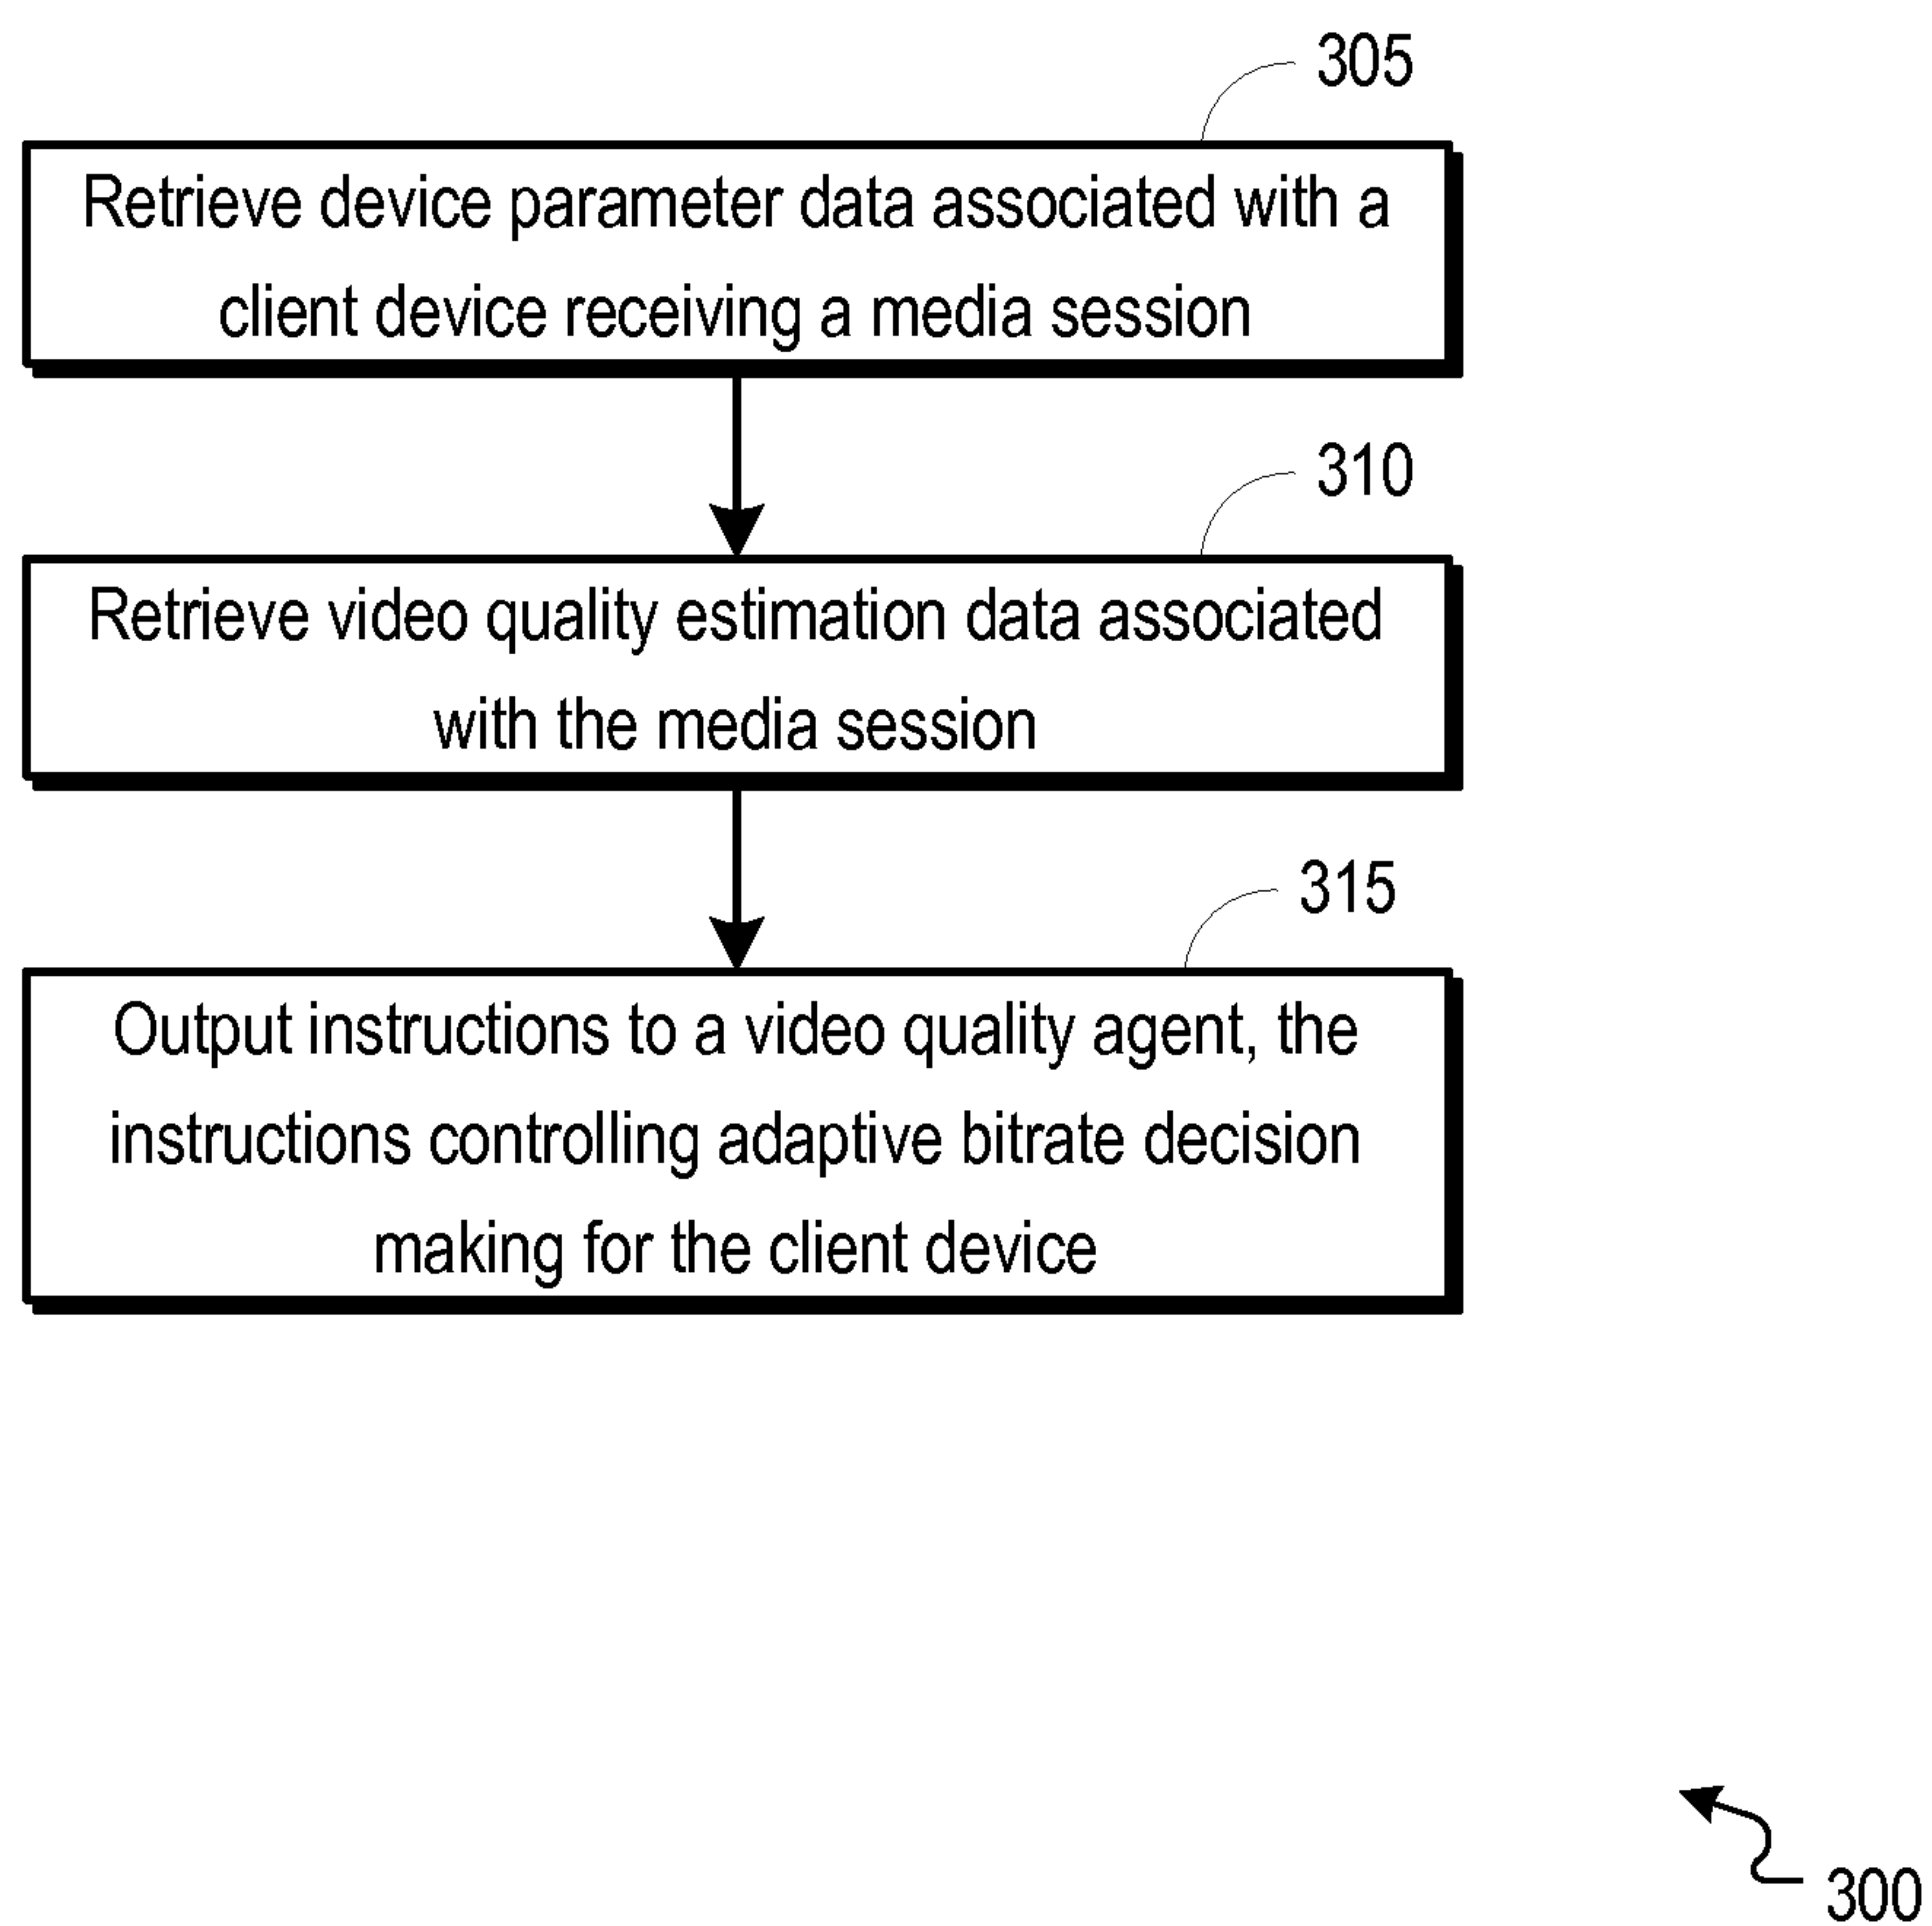 305
Retrieve device parameter data associated with a
client device receiving a media session
310
Retrieve video quality estimation data associated
with the media session
315
Output instructions to a video quality agent, the
instructions controlling adaptive bitrate decision
making for the client device
300